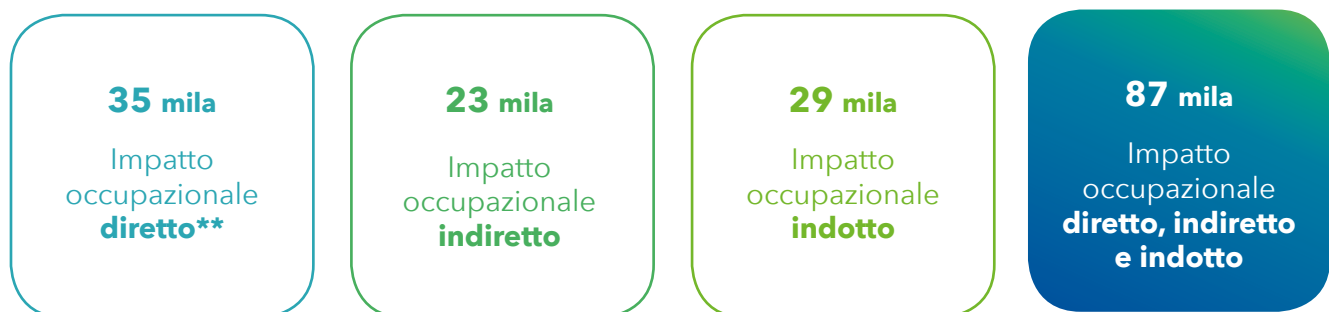 35 mila
Impatto
occupazionale
diretto**
23 mila
Impatto
occupazionale
indiretto
29 mila
Impatto
occupazionale
indotto
87 mila
Impatto
occupazionale
diretto, indiretto
e indotto